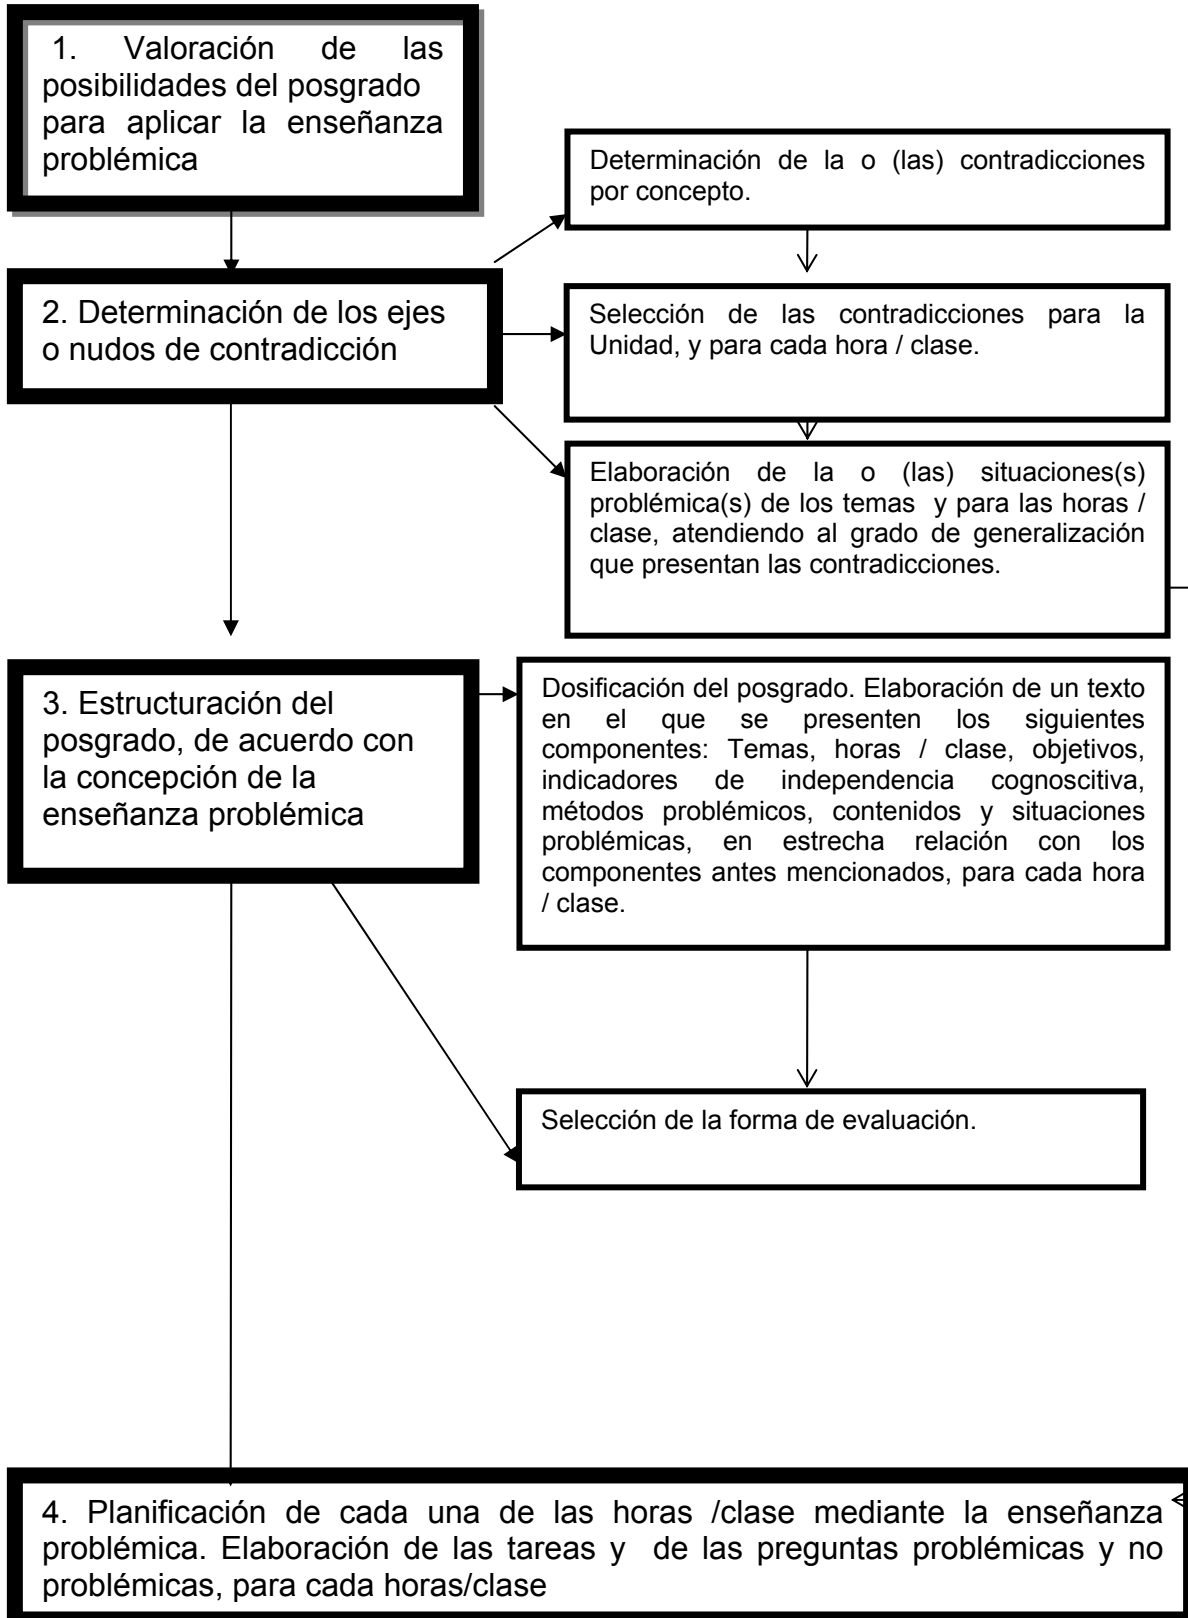 1. Valoración de las
posibilidades del posgrado
para aplicar la enseñanza
problémica
Determinación de la o (las) contradicciones
por concepto.
2. Determinación de los ejes
o nudos de contradicción
Selección de las contradicciones para la
Unidad, y para cada hora / clase.
Elaboración de la o (las) situaciones(s)
problémica(s) de los temas y para las horas /
clase, atendiendo al grado de generalización
que presentan las contradicciones.
3. Estructuración del
posgrado, de acuerdo con
la concepción de la
enseñanza problémica
Dosificación del posgrado. Elaboración de un texto
en el que se presenten los siguientes
componentes: Temas, horas / clase, objetivos,
indicadores de independencia cognoscitiva,
métodos problémicos, contenidos y situaciones
problémicas, en estrecha relación con los
componentes antes mencionados, para cada hora
/ clase.
Selección de la forma de evaluación.
4. Planificación de cada una de las horas /clase mediante la enseñanza
problémica. Elaboración de las tareas y de las preguntas problémicas y no
problémicas, para cada horas/clase